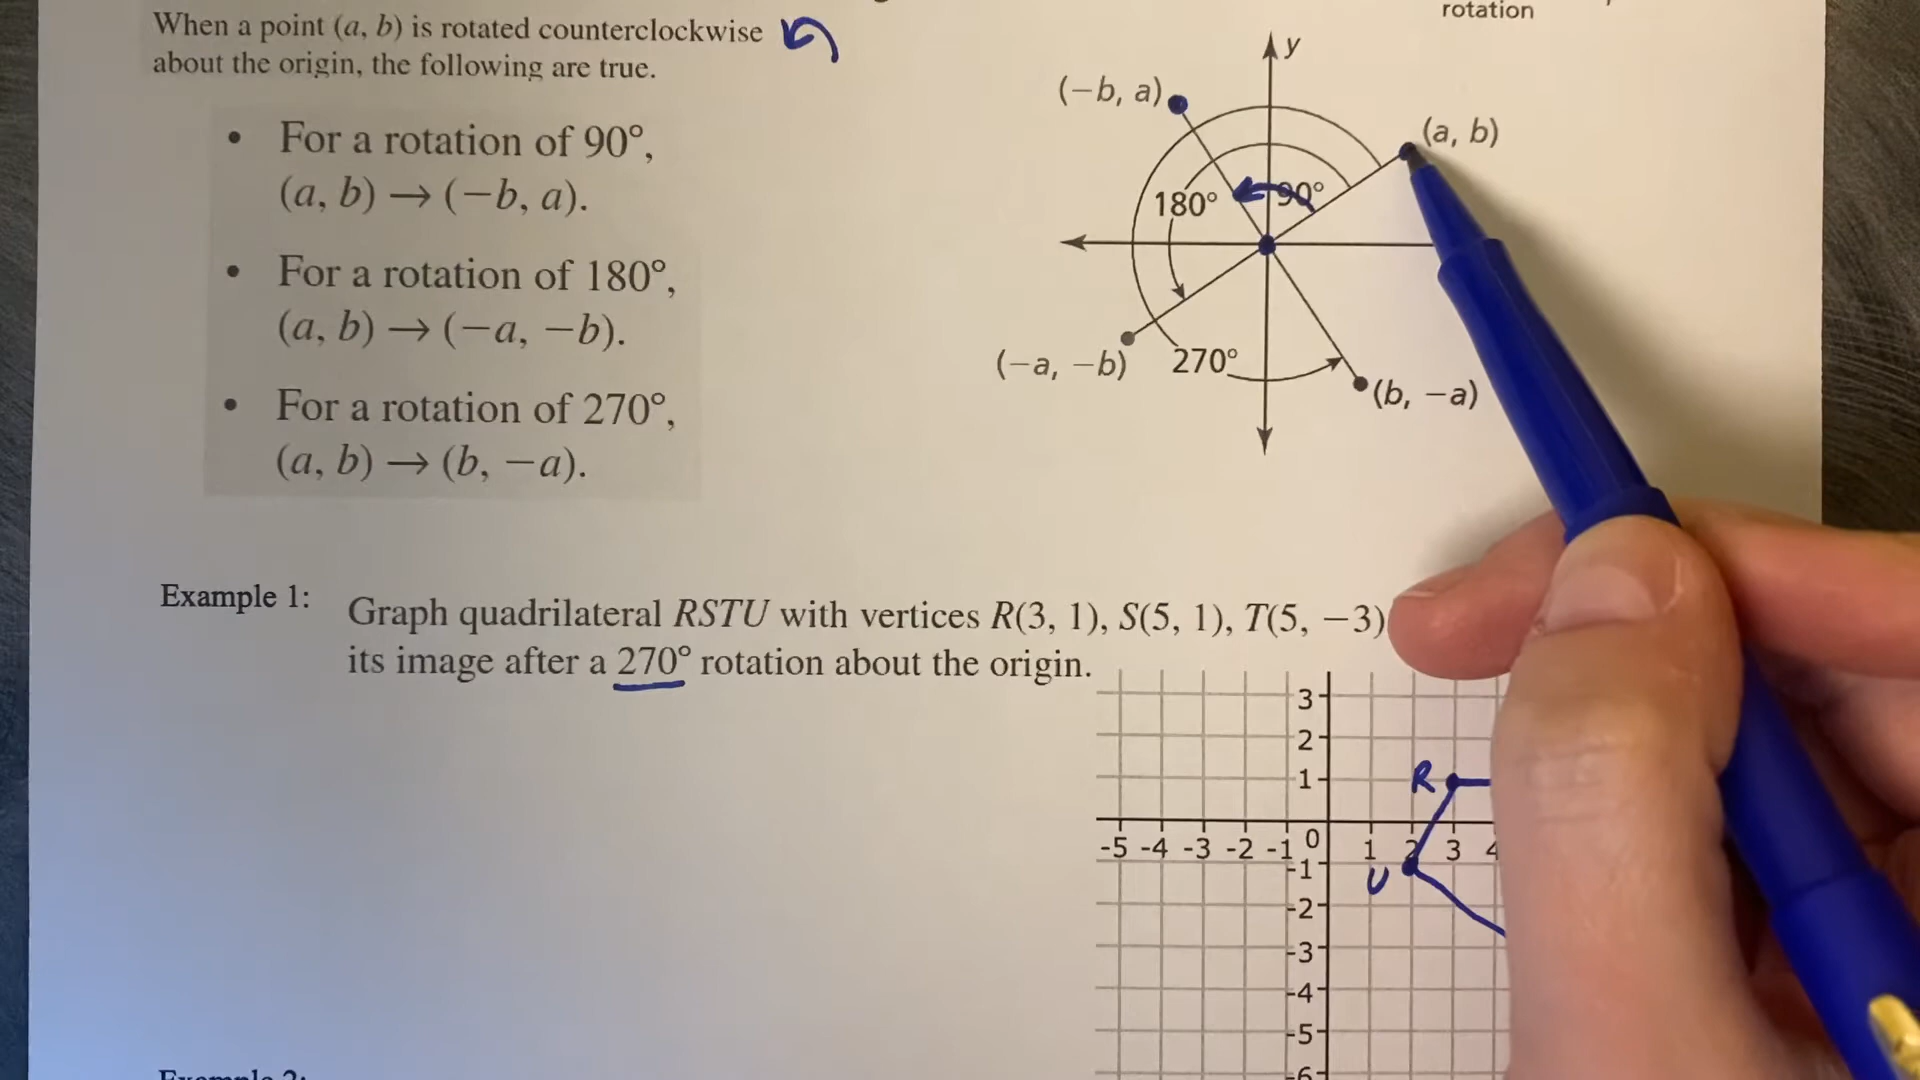 rotation
When a point (a, b) is rotated counterclockwise
about the origin, the following are true.
• For a rotation of 90°,
(a, b) → (−b, a).
• For a rotation of 180°,
(a, b) → (−a, −b).
• For a rotation of 270°,
(a, b) → (b, −a).
y
(−b, a)
(a, b)
180°
90°
(−a, −b)
270°
(b, −a)
Example 1:
Graph quadrilateral RSTU with vertices R(3, 1), S(5, 1), T(5, −3)
its image after a 270° rotation about the origin.
3
2
R
1
-5 -4 -3 -2 -1 0 1 2 3 4
-1
U
-2
-3
-4
-5
-6
Example 2: